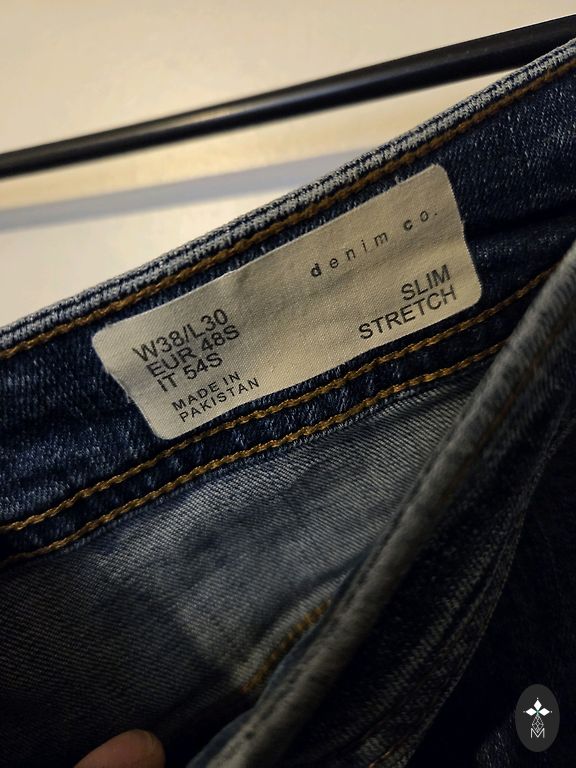 denim co.
W38/L30
EUR 48S
IT 54S
SLIM
STRETCH
MADE IN
PAKISTAN
M